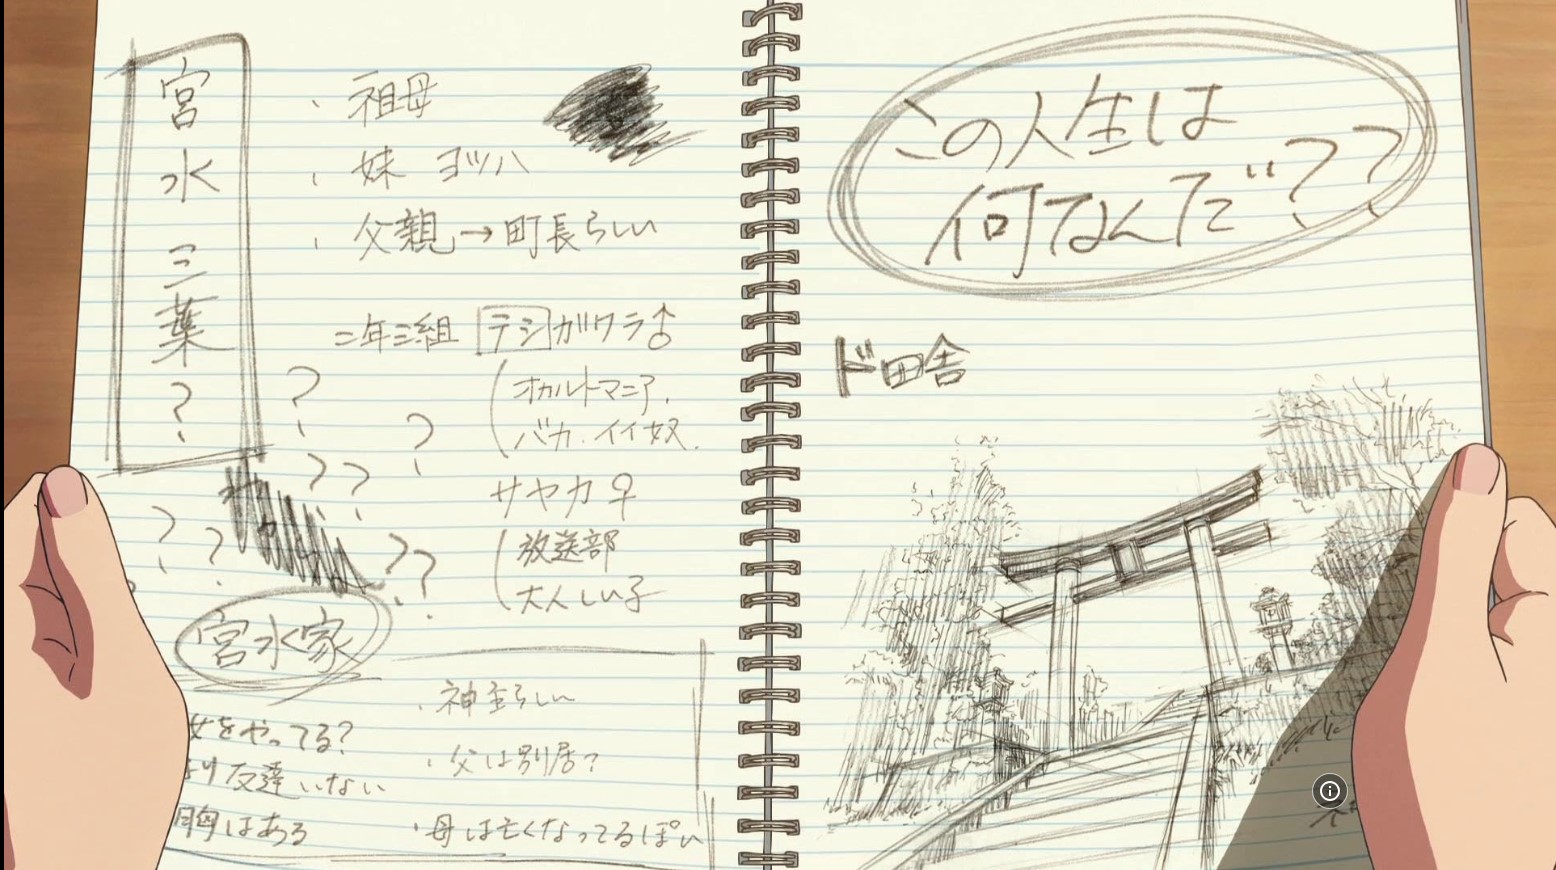 宮水三葉?
、祖母
、妹 ヨツハ
、父親→町長らしい
二年三組 テシガワラ♂
オカルトマニア、
バカ.イイ奴.
サヤカ♀
放送部
大人しい子
? ?
? ?
? ?
? ?
宮水家
女をやってる?
友達いない
胸はある
・神主らしい
・父は別居?
・母は亡くなってるぽい
この人生は
何なんだ??
ド田舎